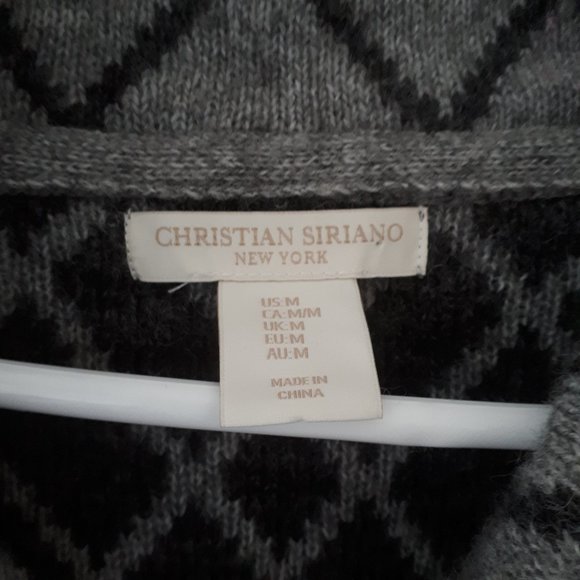 CHRISTIAN SIRIANO
NEW YORK
US:M
CA:M/M
UK:M
EU:M
AU:M
MADE IN
CHINA